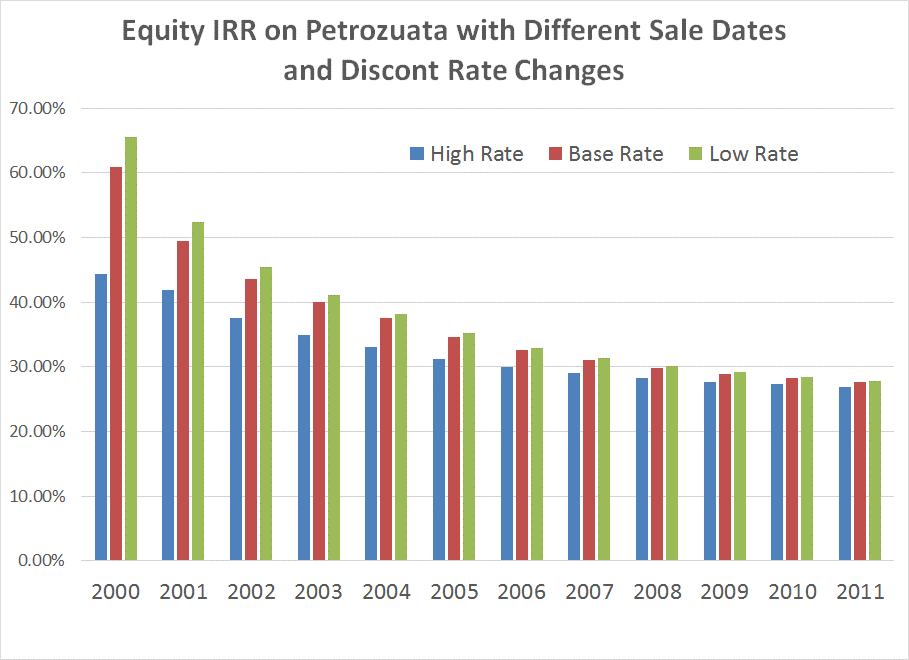 Equity IRR on Petrozuata with Different Sale Dates
and Discont Rate Changes
70.00%
High Rate Base Rate Low Rate
60.00%
50.00%
40.00%
30.00%
20.00%
10.00%
0.00%
2000 2001 2002 2003 2004 2005 2006 2007 2008 2009 2010 2011